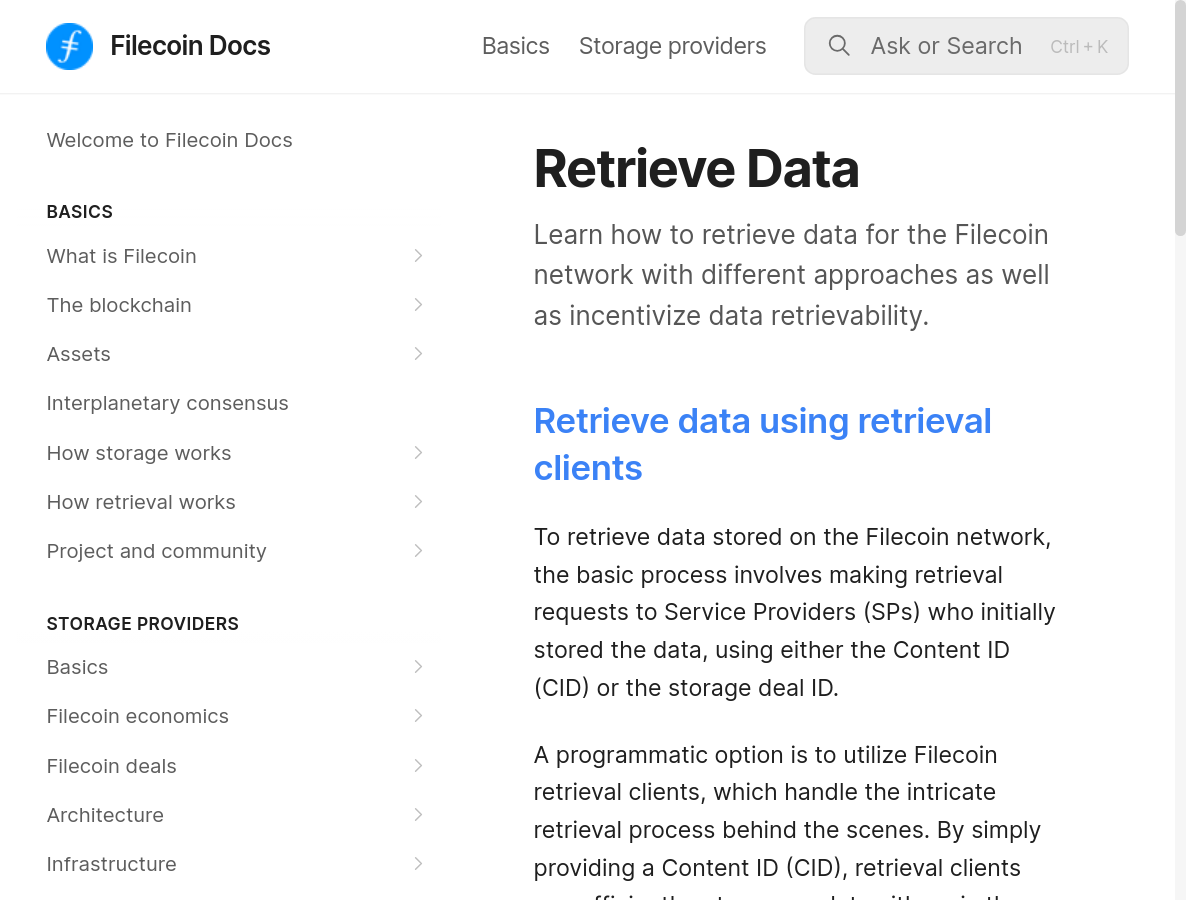 Filecoin Docs
Basics
Storage providers
Ask or Search
Ctrl + K
Welcome to Filecoin Docs
BASICS
What is Filecoin
The blockchain
Assets
Interplanetary consensus
How storage works
How retrieval works
Project and community
STORAGE PROVIDERS
Basics
Filecoin economics
Filecoin deals
Architecture
Infrastructure
Retrieve Data
Learn how to retrieve data for the Filecoin
network with different approaches as well
as incentivize data retrievability.
Retrieve data using retrieval
clients
To retrieve data stored on the Filecoin network,
the basic process involves making retrieval
requests to Service Providers (SPs) who initially
stored the data, using either the Content ID
(CID) or the storage deal ID.
A programmatic option is to utilize Filecoin
retrieval clients, which handle the intricate
retrieval process behind the scenes. By simply
providing a Content ID (CID), retrieval clients